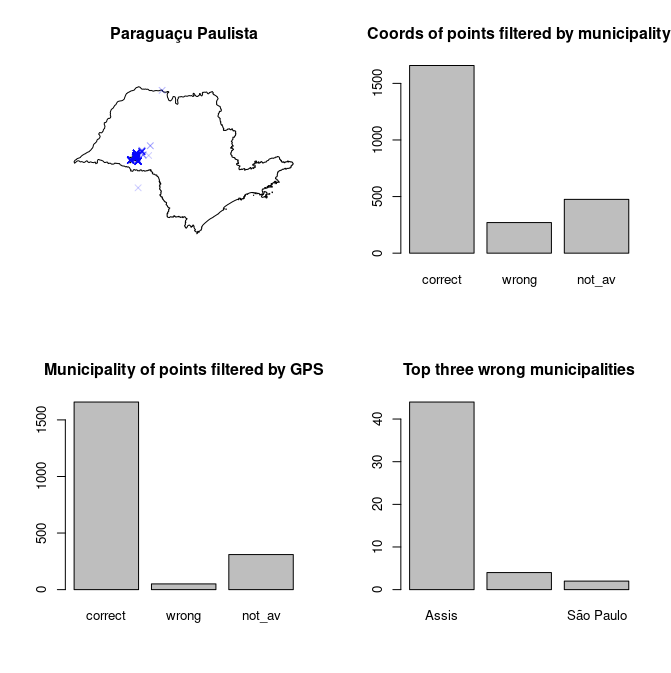 Paraguaçu Paulista
Coords of points filtered by municipality
1500
1000
500
0
correct wrong not_av
Municipality of points filtered by GPS
1500
1000
500
0
correct wrong not_av
Top three wrong municipalities
40
30
20
10
0
Assis São Paulo